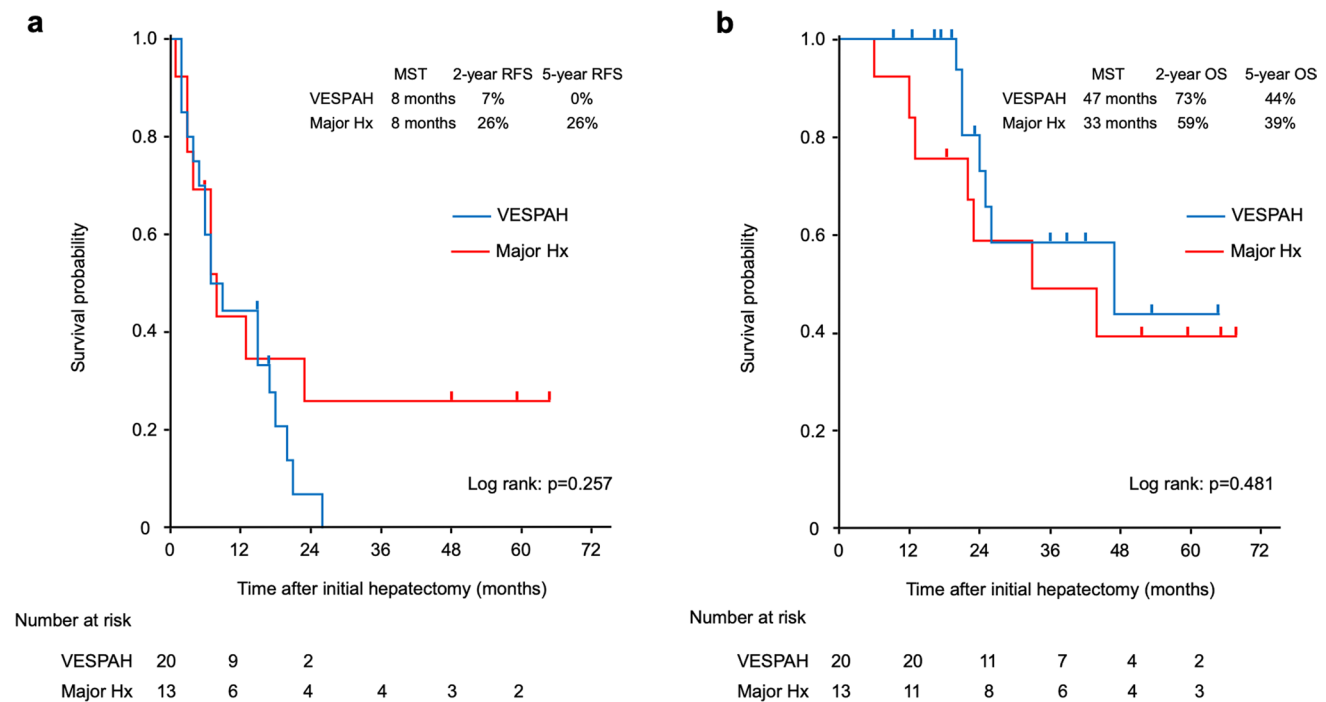 a
MST 2-year RFS 5-year RFS
VESPAH 8 months 7% 0%
Major Hx 8 months 26% 26%
VESPAH
Major Hx
Survival probability
1.0
0.8
0.6
0.4
0.2
0
Log rank: p=0.257
0 12 24 36 48 60 72
Time after initial hepatectomy (months)
Number at risk
VESPAH 20 9 2
Major Hx 13 6 4 4 3 2
b
MST 2-year OS 5-year OS
VESPAH 47 months 73% 44%
Major Hx 33 months 59% 39%
VESPAH
Major Hx
Survival probability
1.0
0.8
0.6
0.4
0.2
0
Log rank: p=0.481
0 12 24 36 48 60 72
Time after initial hepatectomy (months)
Number at risk
VESPAH 20 20 11 7 4 2
Major Hx 13 11 8 6 4 3